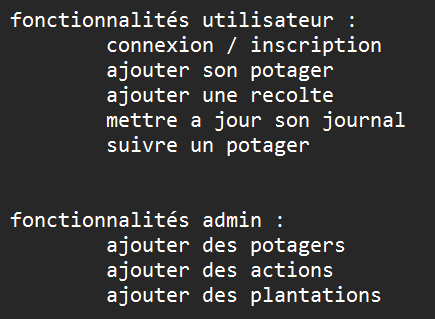 fonctionnalités utilisateur :
connexion / inscription
ajouter son potager
ajouter une recolte
mettre a jour son journal
suivre un potager
fonctionnalités admin :
ajouter des potagers
ajouter des actions
ajouter des plantations